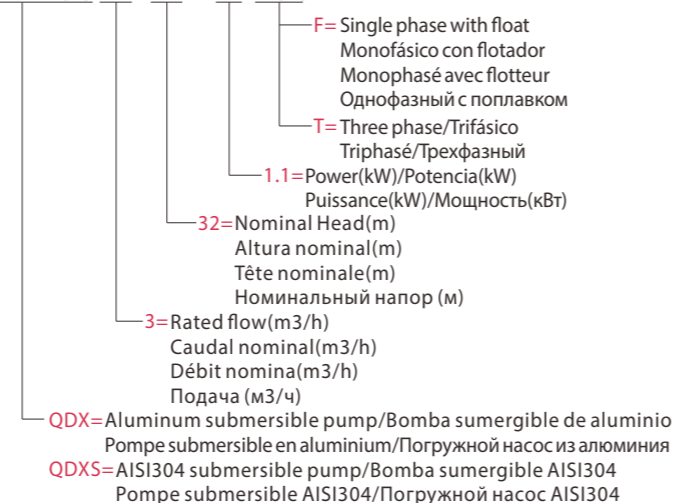 F= Single phase with float
Monofásico con flotador
Monophasé avec flotteur
Однофазный с поплавком
T= Three phase/Trifásico
Triphasé/Трехфазный
1.1=Power(kW)/Potencia(kW)
Puissance(kW)/Мощность(кВт)
32=Nominal Head(m)
Altura nominal(m)
Tête nominale(m)
Номинальный напор (м)
3=Rated flow(m3/h)
Caudal nominal(m3/h)
Débit nomina(m3/h)
Подача (м3/ч)
QDX=Aluminum submersible pump/Bomba sumergible de aluminio
Pompe submersible en aluminium/Погружной насос из алюминия
QDXS=AISI304 submersible pump/Bomba sumergible AISI304
Pompe submersible AISI304/Погружной насос AISI304